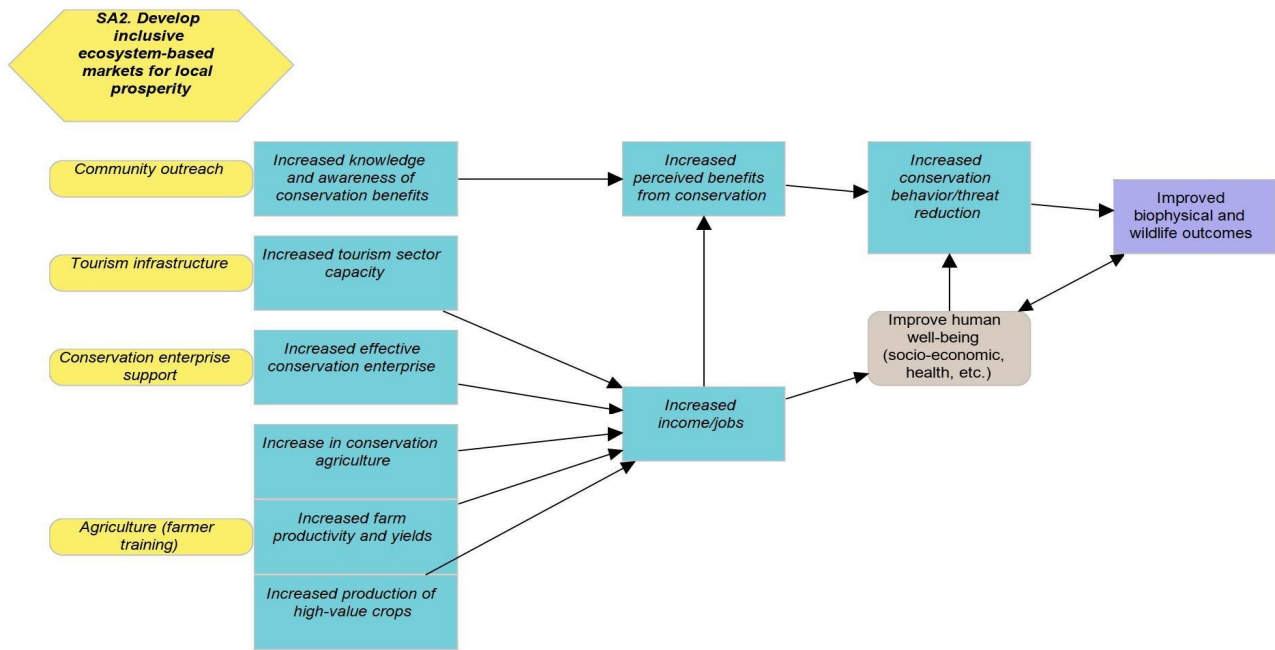 SA2. Develop
inclusive
ecosystem-based
markets for local
prosperity
Community outreach
Increased knowledge
and awareness of
conservation benefits
Increased
perceived benefits
from conservation
Increased
conservation
behavior/threat
reduction
Improved
biophysical and
wildlife outcomes
Tourism infrastructure
Increased tourism sector
capacity
Conservation enterprise
support
Increased effective
conservation enterprise
Improve human
well-being
(socio-economic,
health, etc.)
Increased
income/jobs
Increase in conservation
agriculture
Agriculture (farmer
training)
Increased farm
productivity and yields
Increased production of
high-value crops